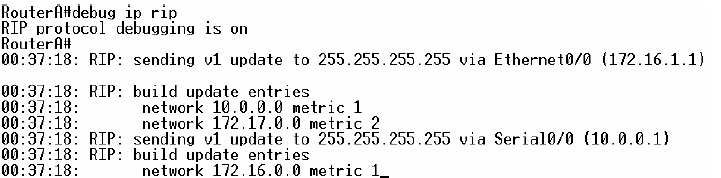 RouterA#debug ip rip
RIP protocol debugging is on
RouterA#
00:37:18: RIP: sending v1 update to 255.255.255.255 via Ethernet0/0 (172.16.1.1)
00:37:18: RIP: build update entries
00:37:18: network 10.0.0.0 metric 1
00:37:18: network 172.17.0.0 metric 2
00:37:18: RIP: sending v1 update to 255.255.255.255 via Serial0/0 (10.0.0.1)
00:37:18: RIP: build update entries
00:37:18: network 172.16.0.0 metric 1_